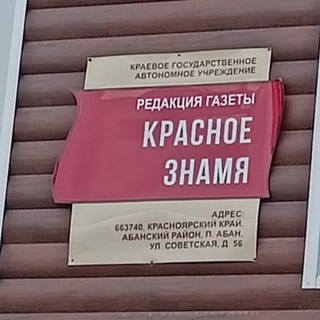 КРАЕВОЕ ГОСУДАРСТВЕННОЕ
АВТОНОМНОЕ УЧРЕЖДЕНИЕ
РЕДАКЦИЯ ГАЗЕТЫ
КРАСНОЕ
ЗНАМЯ
АДРЕС:
663740, КРАСНОЯРСКИЙ КРАЙ,
АБАНСКИЙ РАЙОН, П. АБАН,
УЛ. СОВЕТСКАЯ, Д. 56